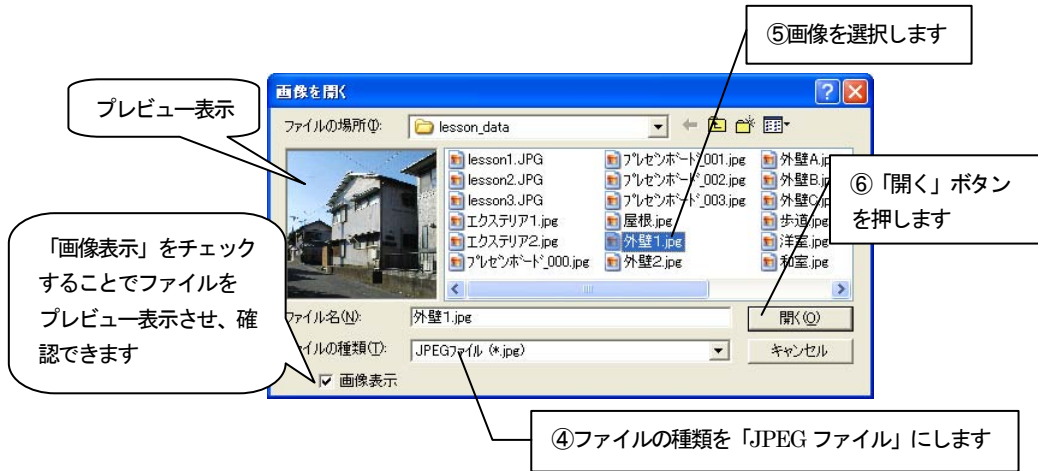 ⑤画像を選択します
プレビュー表示
画像を開く
ファイルの場所(I):
lesson_data
lesson1.JPG
lesson2.JPG
lesson3.JPG
エクステリア1.jpg
エクステリア2.jpg
プレゼンボード_000.jpg
プレゼンボード_001.jpg
プレゼンボード_002.jpg
プレゼンボード_003.jpg
屋根.jpg
外壁1.jpg
外壁2.jpg
外壁A.jp
外壁B.jp
外壁C.jp
歩道.jpg
洋室.jpg
和室.jpg
⑥「開く」ボタン
を押します
「画像表示」をチェック
することでファイルを
プレビュー表示させ、確
認できます
ファイル名(N):
外壁1.jpg
開く(O)
ファイルの種類(T):
JPEGファイル (*.jpg)
キャンセル
画像表示
④ファイルの種類を「JPEG ファイル」にします